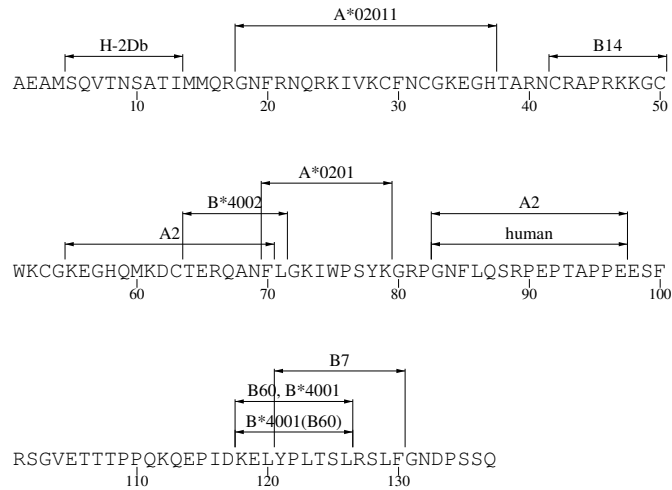 A*02011
H-2Db
B14
AEAMSQVTNSATIMMQRGNFRNQRKIVKCFNCGKEGHTARNCRAPRKKGC
10 20 30 40 50
A*0201
B*4002
A2
A2
human
WKCGKEGHQMKDCTERQANFLGKIWPSYKGRPGNFLQSRPEPTAPPEESF
60 70 80 90 100
B7
B60, B*4001
B*4001(B60)
RSGVETTTPPQKQEPIDKELYPLTSLRSLFGNDPSSQ
110 120 130